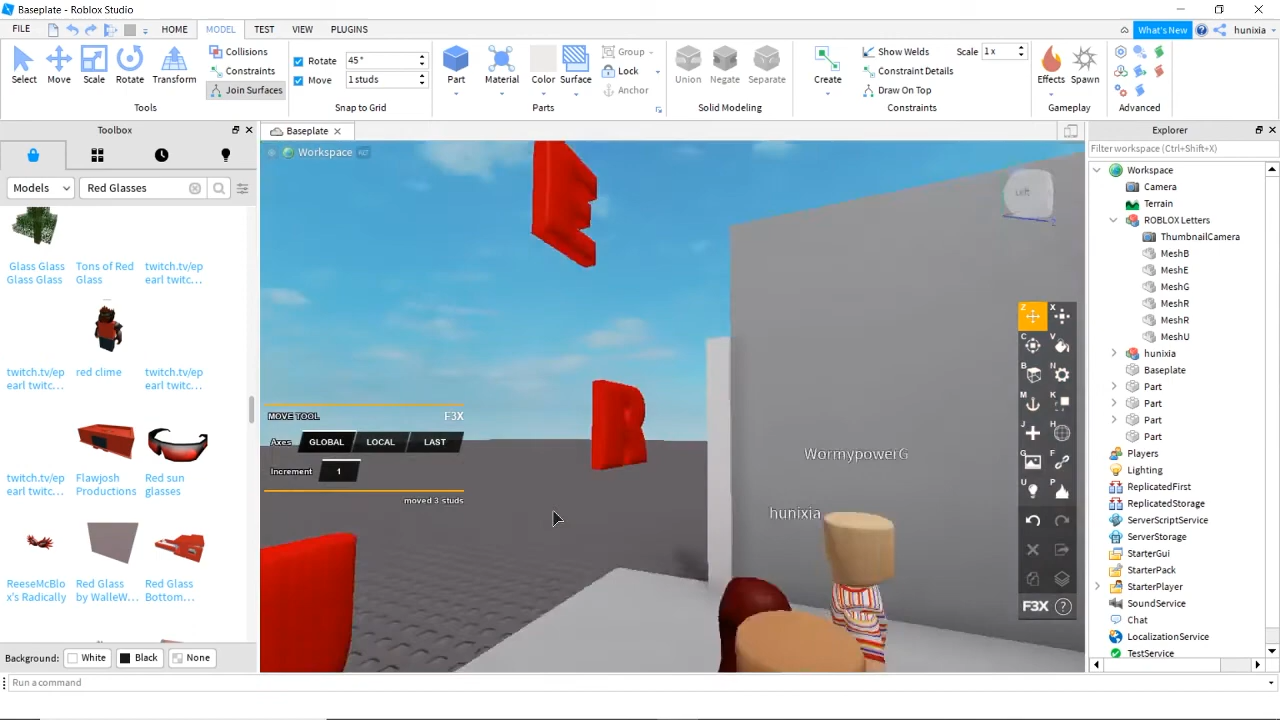 Baseplate - Roblox Studio
FILE HOME MODEL TEST VIEW PLUGINS What's New hunixia
Select Move Scale Rotate Transform
Collisions
Constraints
Join Surfaces
Tools
Rotate 45°
Move 1 studs
Snap to Grid
Part Material Color Surface
Group
Lock
Anchor
Parts
Union Negate Separate
Solid Modeling
Create
Show Welds Scale 1 x
Constraint Details
Draw On Top
Constraints
Effects Spawn
Gameplay
Advanced
Toolbox
Models Red Glasses
Glass Glass
Glass Glass
Tons of Red
Glass
twitch.tv/ep
earl twitc...
twitch.tv/ep
earl twitc...
red clime
twitch.tv/ep
earl twitc...
twitch.tv/ep
earl twitc...
Flawjosh
Productions
Red sun
glasses
ReeseMcBlo
x's Radically
Red Glass
by WalleW...
Red Glass
Bottom...
Background: White Black None
Run a command
Baseplate
Workspace
Left
Z
E
R
MOVE TOOL F3X
Axes GLOBAL LOCAL LAST
Increment 1
moved 3 studs
WormypowerG
hunixia
Z X
C V
B N
M K
J H
G F
U P
F3X ?
Explorer
Filter workspace (Ctrl+Shift+X)
Workspace
Camera
Terrain
ROBLOX Letters
ThumbnailCamera
MeshB
MeshE
MeshG
MeshR
MeshR
MeshU
hunixia
Baseplate
Part
Part
Part
Part
Players
Lighting
ReplicatedFirst
ReplicatedStorage
ServerScriptService
ServerStorage
StarterGui
StarterPack
StarterPlayer
SoundService
Chat
LocalizationService
TestService